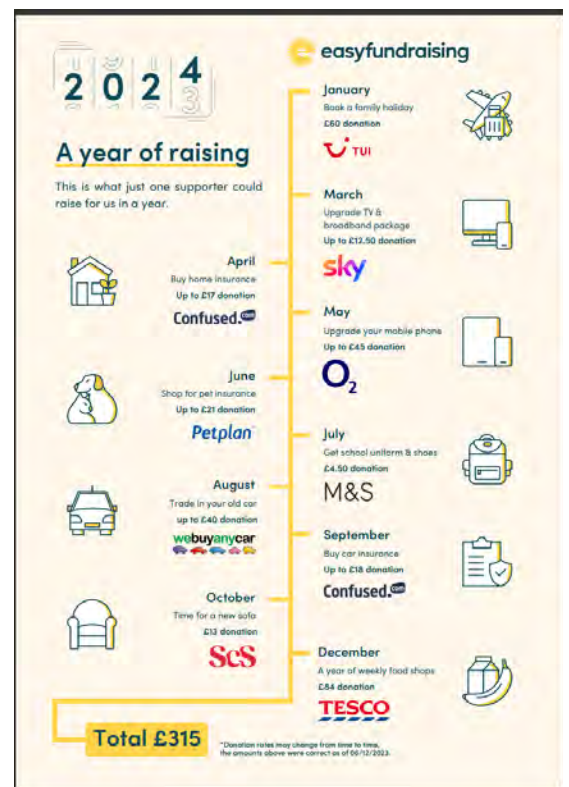 2024
3
easyfundraising
A year of raising
This is what just one supporter could
raise for us in a year.
January
Book a family holiday
£60 donation
TUI
March
Upgrade TV &
broadband package
Up to £12.50 donation
sky
April
Buy home insurance
Up to £17 donation
Confused.com
May
Upgrade your mobile phone
Up to £45 donation
O2
June
Shop for pet insurance
Up to £21 donation
Petplan
July
Get school uniform & shoes
£4.50 donation
M&S
August
Trade in your old car
up to £40 donation
webuyanycar
September
Buy car insurance
Up to £18 donation
Confused.com
October
Time for a new sofa
£13 donation
ScS
December
A year of weekly food shops
£84 donation
TESCO
Total £315
*Donation rates may change from time to time,
the amounts above were correct as of 06/12/2023.